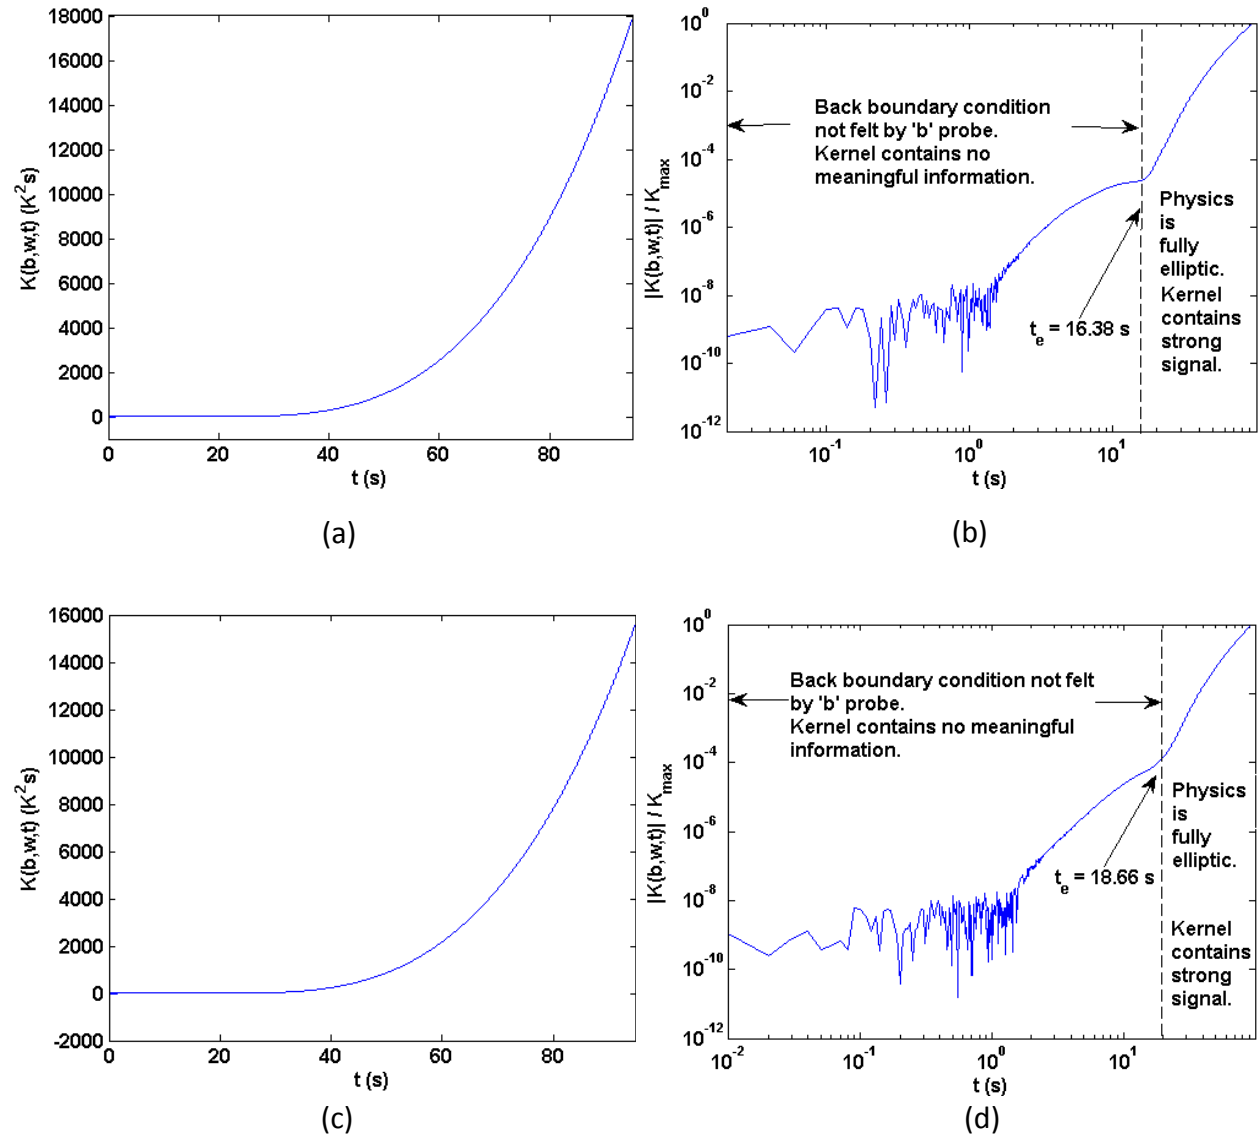 18000
16000
14000
12000
10000
8000
6000
4000
2000
0
K(b,w,t) (K²s)
0 20 40 60 80
t (s)
(a)
10⁰
10⁻²
10⁻⁴
10⁻⁶
10⁻⁸
10⁻¹⁰
10⁻¹²
|K(b,w,t)| / Kmax
Back boundary condition
not felt by 'b' probe.
Kernel contains no
meaningful information.
Physics
is
fully
elliptic.
Kernel
contains
strong
signal.
te = 16.38 s
10⁻¹ 10⁰ 10¹
t (s)
(b)
16000
14000
12000
10000
8000
6000
4000
2000
0
-2000
K(b,w,t) (K²s)
0 20 40 60 80
t (s)
(c)
10⁰
10⁻²
10⁻⁴
10⁻⁶
10⁻⁸
10⁻¹⁰
10⁻¹²
|K(b,w,t)| / Kmax
Back boundary condition not felt
by 'b' probe.
Kernel contains no meaningful
information.
Physics
is
fully
elliptic.
te = 18.66 s
Kernel
contains
strong
signal.
10⁻² 10⁻¹ 10⁰ 10¹
t (s)
(d)